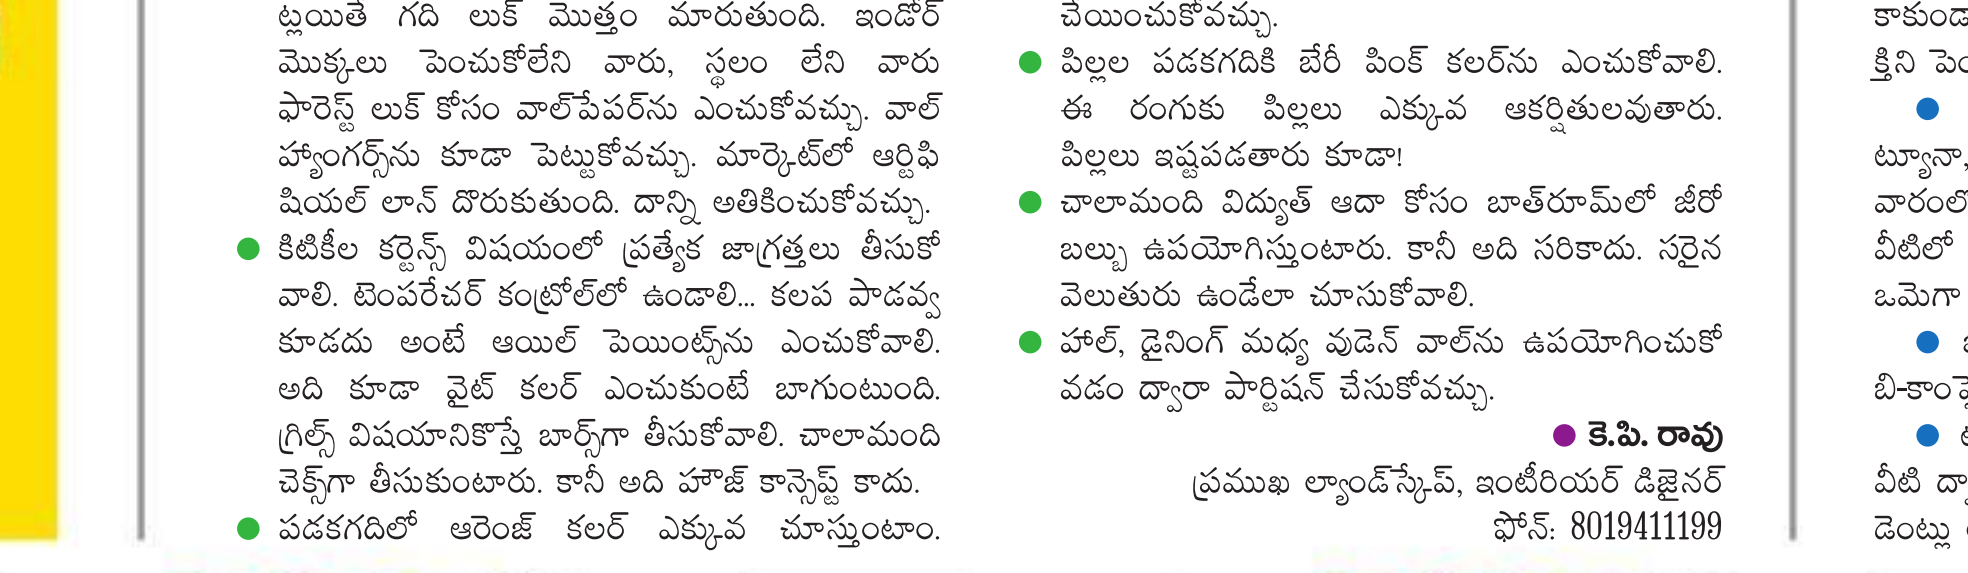 ట్లయితే గది లుక్ మొత్తం మారుతుంది. ఇండోర్
మొక్కలు పెంచుకోలేని వారు, స్థలం లేని వారు
ఫారెస్ట్ లుక్ కోసం వాల్‌పేపర్‌ను ఎంచుకోవచ్చు. వాల్
హ్యాంగర్స్‌ను కూడా పెట్టుకోవచ్చు. మార్కెట్‌లో ఆర్టిఫి
షియల్ లాన్ దొరుకుతుంది. దాన్ని అతికించుకోవచ్చు.
● కిటికీల కర్టెన్స్ విషయంలో ప్రత్యేక జాగ్రత్తలు తీసుకో
వాలి. టెంపరేచర్ కంట్రోల్‌లో ఉండాలి... కలప పాడవ్వ
కూడదు అంటే ఆయిల్ పెయింట్స్‌ను ఎంచుకోవాలి.
అది కూడా వైట్ కలర్ ఎంచుకుంటే బాగుంటుంది.
గ్రిల్స్ విషయానికొస్తే బార్స్‌గా తీసుకోవాలి. చాలామంది
చెక్స్‌గా తీసుకుంటారు. కానీ అది హౌజ్ కాన్సెప్ట్ కాదు.
● పడకగదిలో ఆరెంజ్ కలర్ ఎక్కువ చూస్తుంటాం.
చేయించుకోవచ్చు.
● పిల్లల పడకగదికి బేరీ పింక్ కలర్‌ను ఎంచుకోవాలి.
ఈ రంగుకు పిల్లలు ఎక్కువ ఆకర్షితులవుతారు.
పిల్లలు ఇష్టపడతారు కూడా!
● చాలామంది విద్యుత్ ఆదా కోసం బాత్‌రూమ్‌లో జీరో
బల్బు ఉపయోగిస్తుంటారు. కానీ అది సరికాదు. సరైన
వెలుతురు ఉండేలా చూసుకోవాలి.
● హాల్, డైనింగ్ మధ్య వుడెన్ వాల్‌ను ఉపయోగించుకో
వడం ద్వారా పార్టిషన్ చేసుకోవచ్చు.
● కె.పి. రావు
ప్రముఖ ల్యాండ్‌స్కేప్, ఇంటీరియర్ డిజైనర్
ఫోన్: 8019411199
క్తిని
ట్యూనా,
వీటిలో
ఒమెగా
వీటి
డెంట్లు